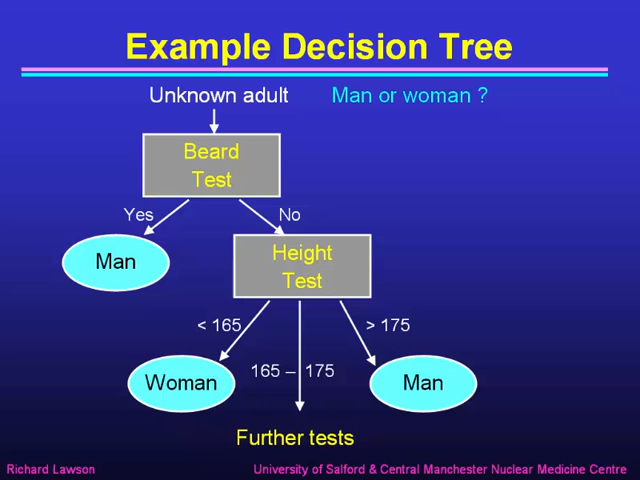 Example Decision Tree
Unknown adult
Man or woman ?
Beard
Test
Yes
No
Man
Height
Test
< 165
> 175
165 – 175
Woman
Man
Further tests
Richard Lawson
University of Salford & Central Manchester Nuclear Medicine Centre